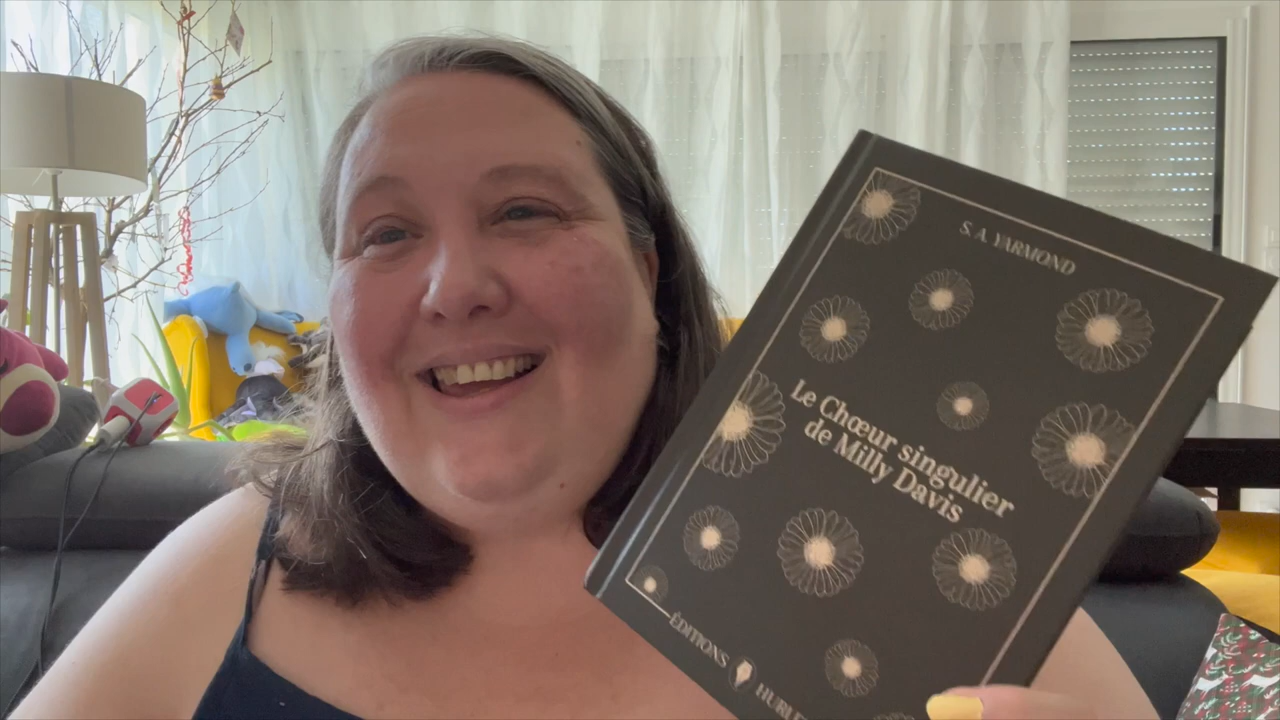 S. A. YARMOND
Le Chœur singulier
de Milly Davis
ÉDITIONS